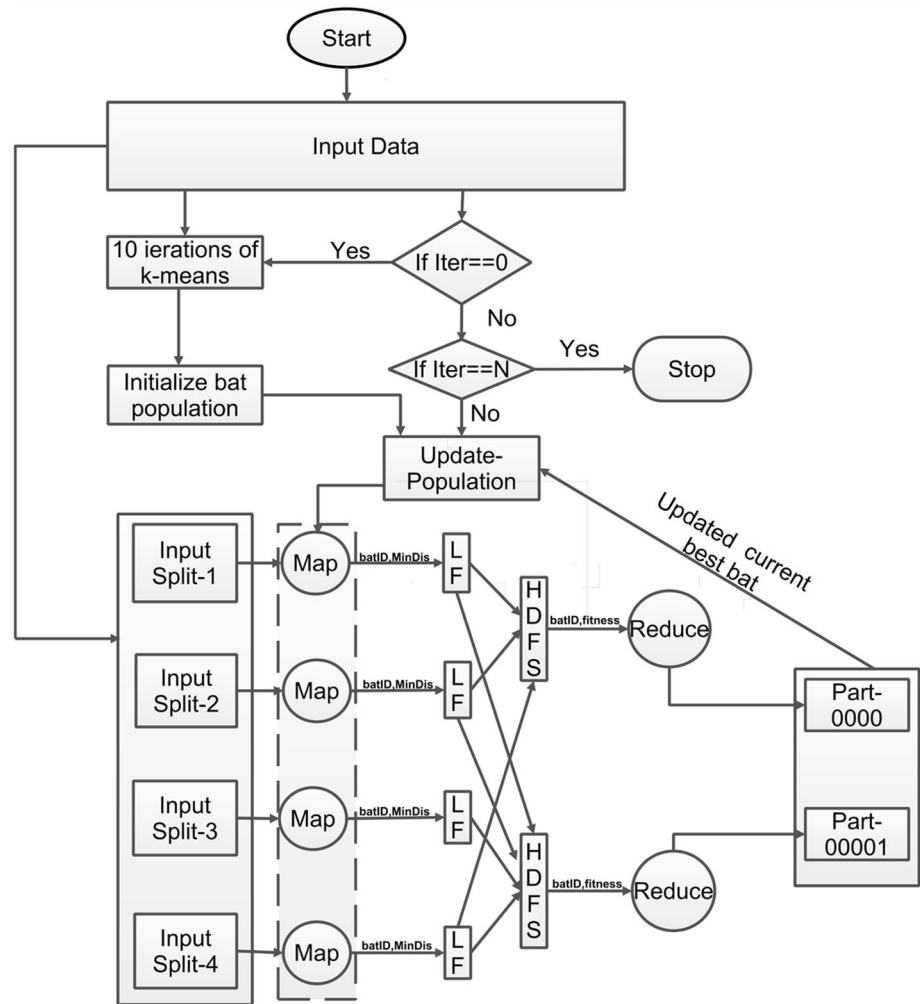 Start
Input Data
10 ierations of
k-means
Yes
If Iter==0
No
Initialize bat
population
If Iter==N
Yes
Stop
No
Update-
Population
Updated current
best bat
Input
Split-1
Map
batID,MinDis
L
F
H
D
F
S
batID,fitness
Reduce
Input
Split-2
Map
batID,MinDis
L
F
Part-
0000
Input
Split-3
Map
batID,MinDis
L
F
H
D
F
S
batID,fitness
Reduce
Part-
00001
Input
Split-4
Map
batID,MinDis
L
F